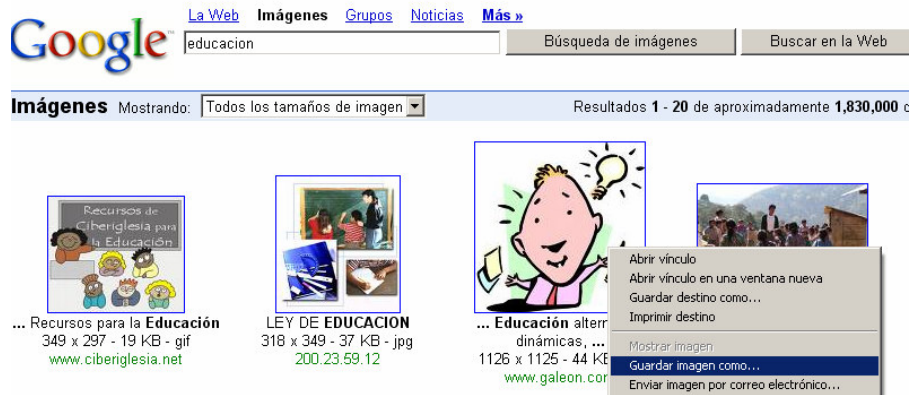 La Web Imágenes Grupos Noticias Más »
Google™ educacion Búsqueda de imágenes Buscar en la Web
Imágenes Mostrando: Todos los tamaños de imagen Resultados 1 - 20 de aproximadamente 1,830,000
Recursos de
Ciberiglesia para
la Educación
... Recursos para la Educación
349 x 297 - 19 KB - gif
www.ciberiglesia.net
LEY DE EDUCACION
318 x 349 - 37 KB - jpg
200.23.59.12
... Educación altern
dinámicas, ...
1126 x 1125 - 44 KB
www.galeon.com
Abrir vínculo
Abrir vínculo en una ventana nueva
Guardar destino como...
Imprimir destino
Mostrar imagen
Guardar imagen como...
Enviar imagen por correo electrónico...